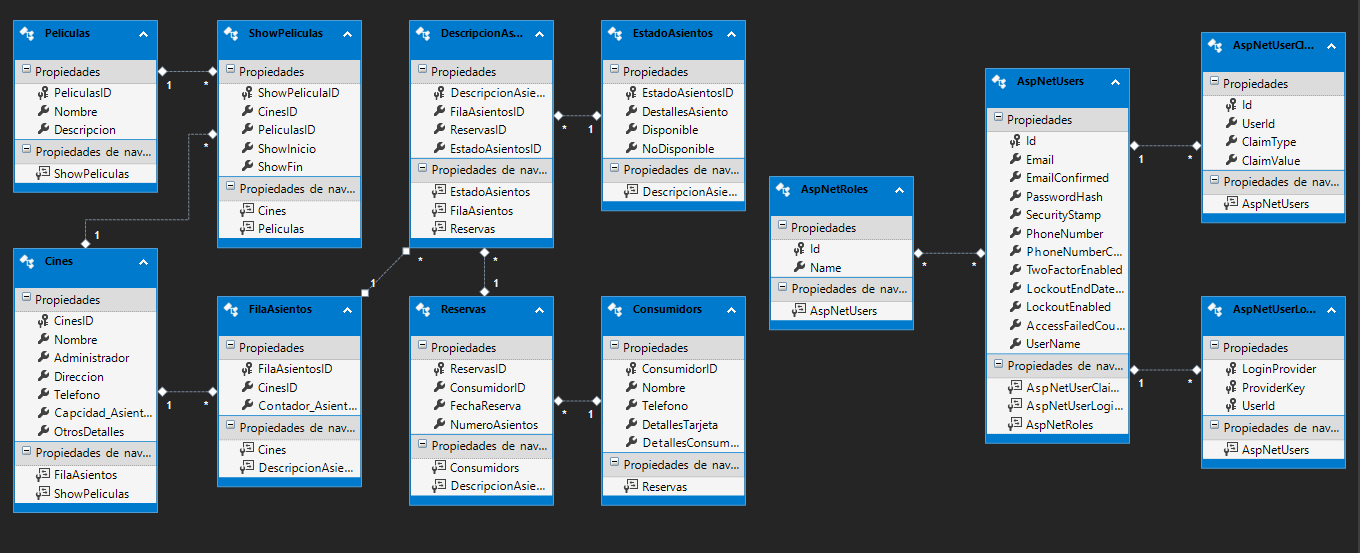 Peliculas
Propiedades
PeliculasID
Nombre
Descripcion
Propiedades de nav...
ShowPeliculas
1
*
ShowPeliculas
Propiedades
ShowPeliculaID
CinesID
PeliculasID
ShowInicio
ShowFin
Propiedades de nav...
Cines
Peliculas
*
1
DescripcionAs...
Propiedades
DescripcionAsie...
FilaAsientosID
ReservasID
EstadoAsientosID
Propiedades de nav...
EstadoAsientos
FilaAsientos
Reservas
*
1
EstadoAsientos
Propiedades
EstadoAsientosID
DestallesAsiento
Disponible
NoDisponible
Propiedades de nav...
DescripcionAsie...
Cines
Propiedades
CinesID
Nombre
Administrador
Direccion
Telefono
Capcidad_Asient...
OtrosDetalles
Propiedades de nav...
FilaAsientos
ShowPeliculas
1
*
FilaAsientos
Propiedades
FilaAsientosID
CinesID
Contador_Asient...
Propiedades de nav...
Cines
DescripcionAsie...
1
*
*
1
Reservas
Propiedades
ReservasID
ConsumidorID
FechaReserva
NumeroAsientos
Propiedades de nav...
Consumidors
DescripcionAsie...
*
1
Consumidors
Propiedades
ConsumidorID
Nombre
Telefono
DetallesTarjeta
DetallesConsum...
Propiedades de nav...
Reservas
AspNetRoles
Propiedades
Id
Name
Propiedades de nav...
AspNetUsers
*
*
AspNetUsers
Propiedades
Id
Email
EmailConfirmed
PasswordHash
SecurityStamp
PhoneNumber
PhoneNumberC...
TwoFactorEnabled
LockoutEndDate...
LockoutEnabled
AccessFailedCou...
UserName
Propiedades de nav...
AspNetUserClai...
AspNetUserLogi...
AspNetRoles
1
*
AspNetUserCl...
Propiedades
Id
UserId
ClaimType
ClaimValue
Propiedades de nav...
AspNetUsers
1
*
AspNetUserLo...
Propiedades
LoginProvider
ProviderKey
UserId
Propiedades de nav...
AspNetUsers